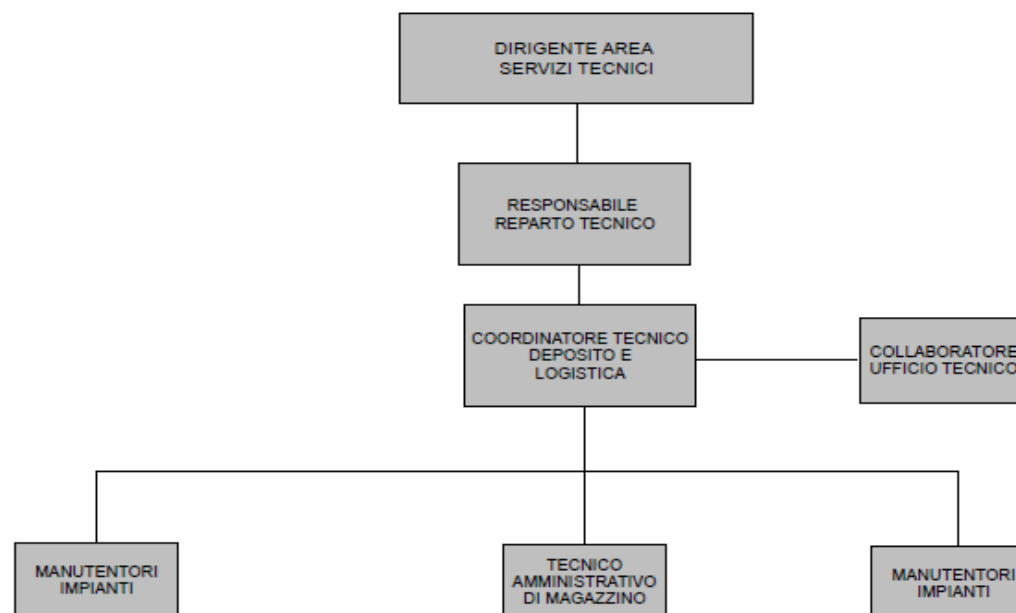 DIRIGENTE AREA
SERVIZI TECNICI
RESPONSABILE
REPARTO TECNICO
COORDINATORE TECNICO
DEPOSITO E
LOGISTICA
COLLABORATORE
UFFICIO TECNICO
MANUTENTORI
IMPIANTI
TECNICO
AMMINISTRATIVO
DI MAGAZZINO
MANUTENTORI
IMPIANTI